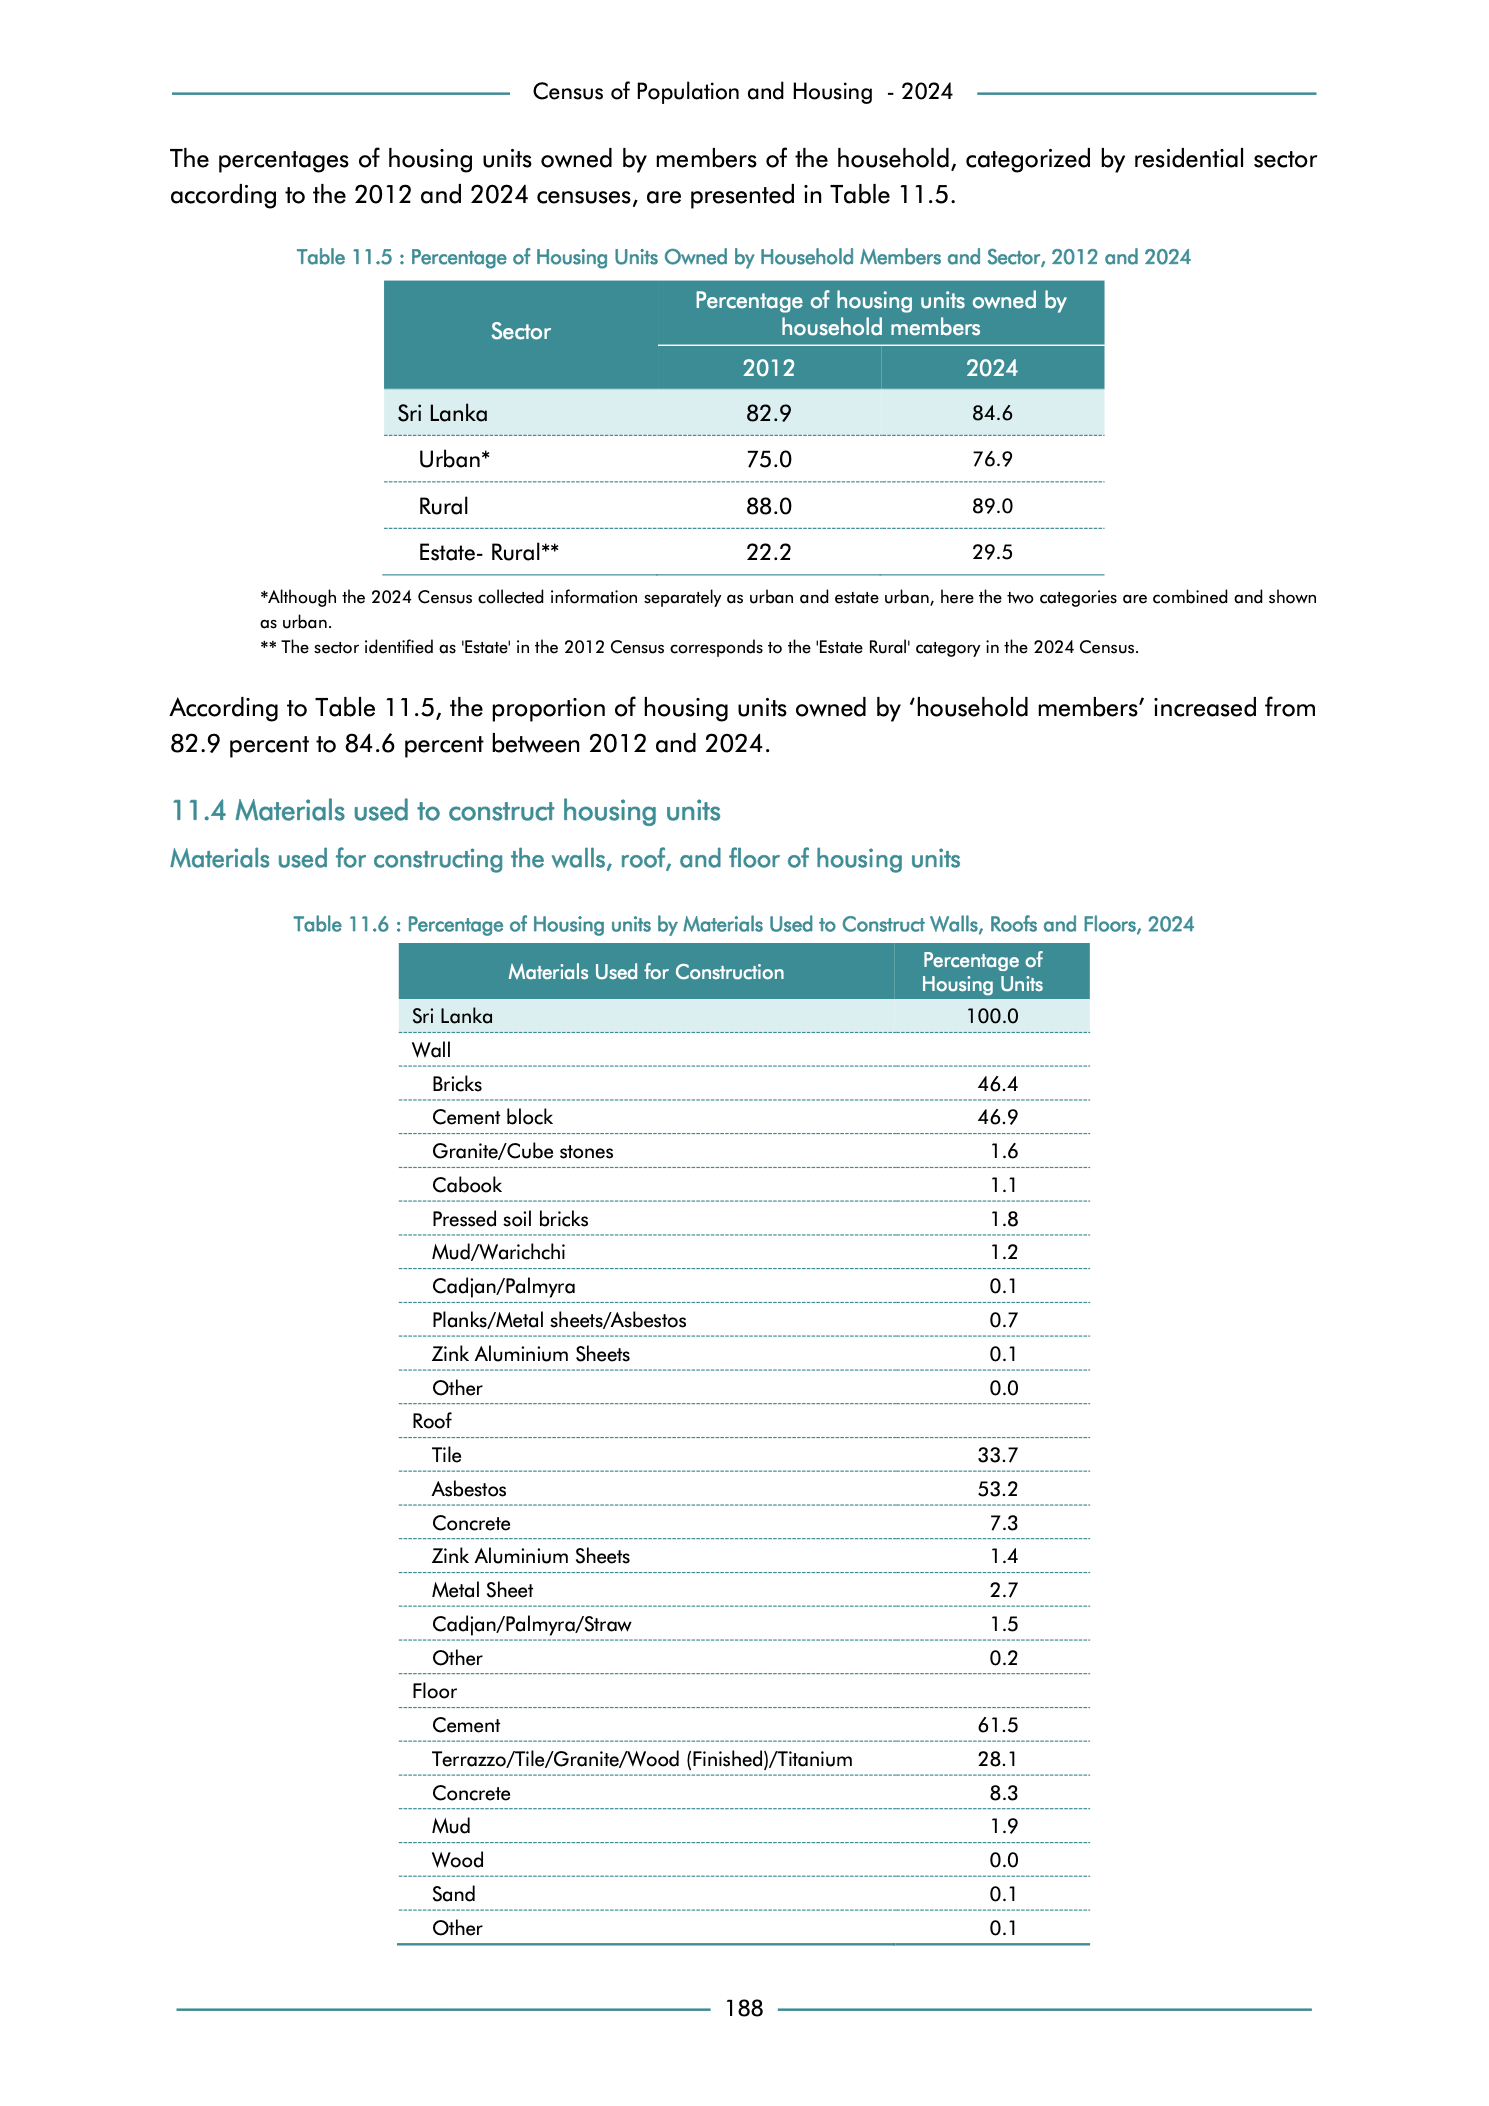 Census of Population and Housing - 2024
The percentages of housing units owned by members of the household, categorized by residential sector
according to the 2012 and 2024 censuses, are presented in Table 11.5.
Table 11.5 : Percentage of Housing Units Owned by Household Members and Sector, 2012 and 2024
Sector
Percentage of housing units owned by
household members
2012 2024
Sri Lanka 82.9 84.6
Urban* 75.0 76.9
Rural 88.0 89.0
Estate- Rural** 22.2 29.5
*Although the 2024 Census collected information separately as urban and estate urban, here the two categories are combined and shown
as urban.
** The sector identified as 'Estate' in the 2012 Census corresponds to the 'Estate Rural' category in the 2024 Census.
According to Table 11.5, the proportion of housing units owned by ‘household members’ increased from
82.9 percent to 84.6 percent between 2012 and 2024.
11.4 Materials used to construct housing units
Materials used for constructing the walls, roof, and floor of housing units
Table 11.6 : Percentage of Housing units by Materials Used to Construct Walls, Roofs and Floors, 2024
Materials Used for Construction
Percentage of
Housing Units
Sri Lanka 100.0
Wall
Bricks 46.4
Cement block 46.9
Granite/Cube stones 1.6
Cabook 1.1
Pressed soil bricks 1.8
Mud/Warichchi 1.2
Cadjan/Palmyra 0.1
Planks/Metal sheets/Asbestos 0.7
Zink Aluminium Sheets 0.1
Other 0.0
Roof
Tile 33.7
Asbestos 53.2
Concrete 7.3
Zink Aluminium Sheets 1.4
Metal Sheet 2.7
Cadjan/Palmyra/Straw 1.5
Other 0.2
Floor
Cement 61.5
Terrazzo/Tile/Granite/Wood (Finished)/Titanium 28.1
Concrete 8.3
Mud 1.9
Wood 0.0
Sand 0.1
Other 0.1
188